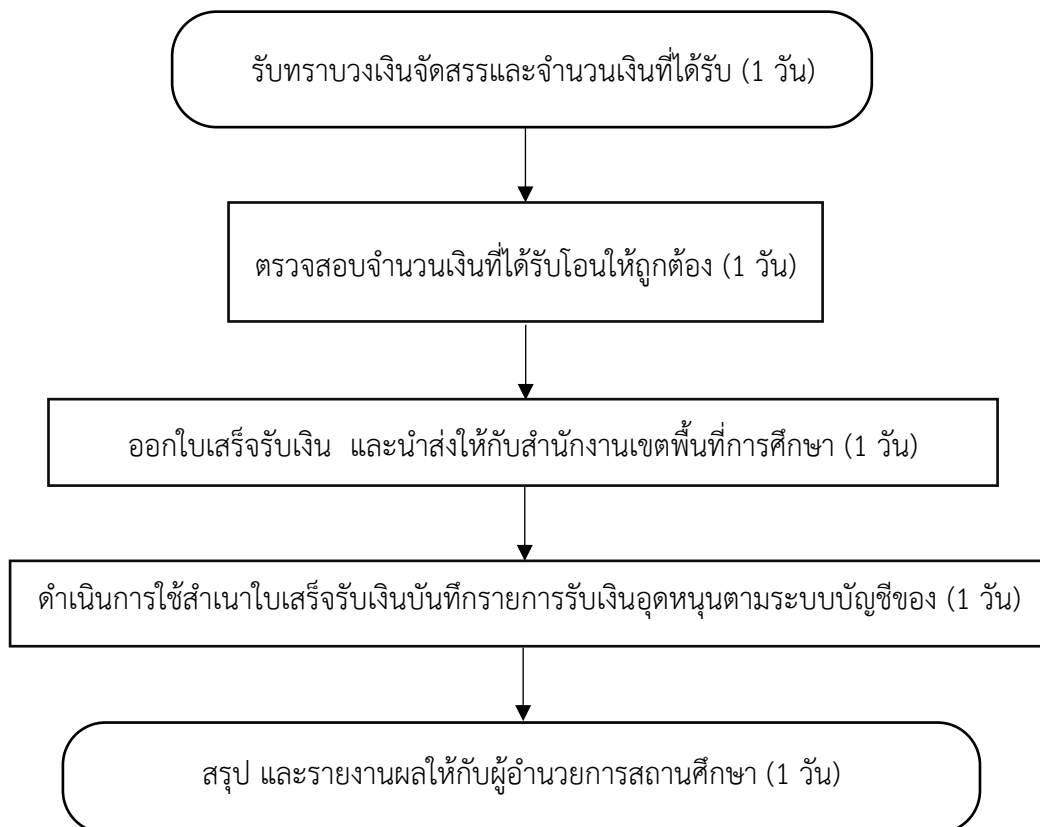 รับทราบวงเงินจัดสรรและจำนวนเงินที่ได้รับ (1 วัน)
ตรวจสอบจำนวนเงินที่ได้รับโอนให้ถูกต้อง (1 วัน)
ออกใบเสร็จรับเงิน และนำส่งให้กับสำนักงานเขตพื้นที่การศึกษา (1 วัน)
ดำเนินการใช้สำเนาใบเสร็จรับเงินบันทึกรายการรับเงินอุดหนุนตามระบบบัญชีของ (1 วัน)
สรุป และรายงานผลให้กับผู้อำนวยการสถานศึกษา (1 วัน)